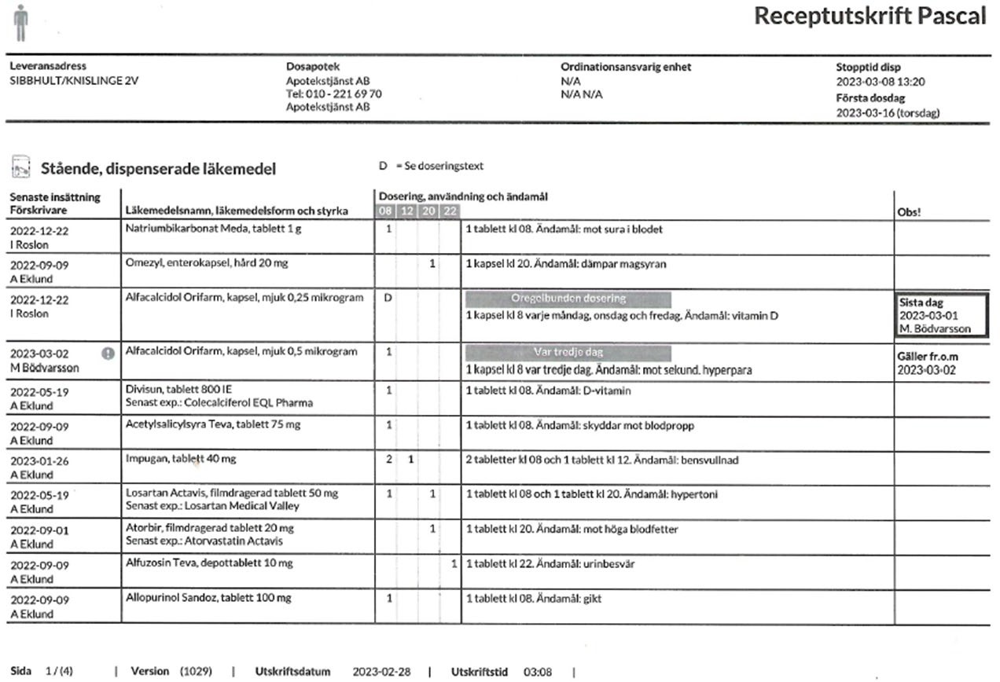 Receptutskrift Pascal
Leveransadress
SIBBHULT/KNISLINGE 2V
Dosapotek
Apotekstjänst AB
Tel: 010 - 221 69 70
Apotekstjänst AB
Ordinationsansvarig enhet
N/A
N/A N/A
Stopptid disp
2023-03-08 13:20
Första dosdag
2023-03-16 (torsdag)
Stående, dispenserade läkemedel
D = Se doseringstext
Senaste insättning
Förskrivare
Läkemedelsnamn, läkemedelsform och styrka
Dosering, användning och ändamål
08 12 20 22
Obs!
2022-12-22
I Roslon
Natriumbikarbonat Meda, tablett 1 g
1
1 tablett kl 08. Ändamål: mot sura i blodet
2022-09-09
A Eklund
Omezyl, enterokapsel, hård 20 mg
1
1 kapsel kl 20. Ändamål: dämpar magsyran
2022-12-22
I Roslon
Alfacalcidol Orifarm, kapsel, mjuk 0,25 mikrogram
D
Oregelbunden dosering
1 kapsel kl 8 varje måndag, onsdag och fredag. Ändamål: vitamin D
Sista dag
2023-03-01
M. Bödvarsson
2023-03-02
M Bödvarsson
Alfacalcidol Orifarm, kapsel, mjuk 0,5 mikrogram
1
Var tredje dag
1 kapsel kl 8 var tredje dag. Ändamål: mot sekund. hyperpara
Gäller fr.o.m
2023-03-02
2022-05-19
A Eklund
Divisun, tablett 800 IE
Senast exp.: Colecalciferol EQL Pharma
1
1 tablett kl 08. Ändamål: D-vitamin
2022-09-09
A Eklund
Acetylsalicylsyra Teva, tablett 75 mg
1
1 tablett kl 08. Ändamål: skyddar mot blodpropp
2023-01-26
A Eklund
Impugan, tablett 40 mg
2 1
2 tabletter kl 08 och 1 tablett kl 12. Ändamål: bensvullnad
2022-05-19
A Eklund
Losartan Actavis, filmdragerad tablett 50 mg
Senast exp.: Losartan Medical Valley
1 1
1 tablett kl 08 och 1 tablett kl 20. Ändamål: hypertoni
2022-09-01
A Eklund
Atorbir, filmdragerad tablett 20 mg
Senast exp.: Atorvastatin Actavis
1
1 tablett kl 20. Ändamål: mot höga blodfetter
2022-09-09
A Eklund
Alfuzosin Teva, depottablett 10 mg
1
1 tablett kl 22. Ändamål: urinbesvär
2022-09-09
A Eklund
Allopurinol Sandoz, tablett 100 mg
1
1 tablett kl 08. Ändamål: gikt
Sida 1 / (4) | Version (1029) | Utskriftsdatum 2023-02-28 | Utskriftstid 03:08 |